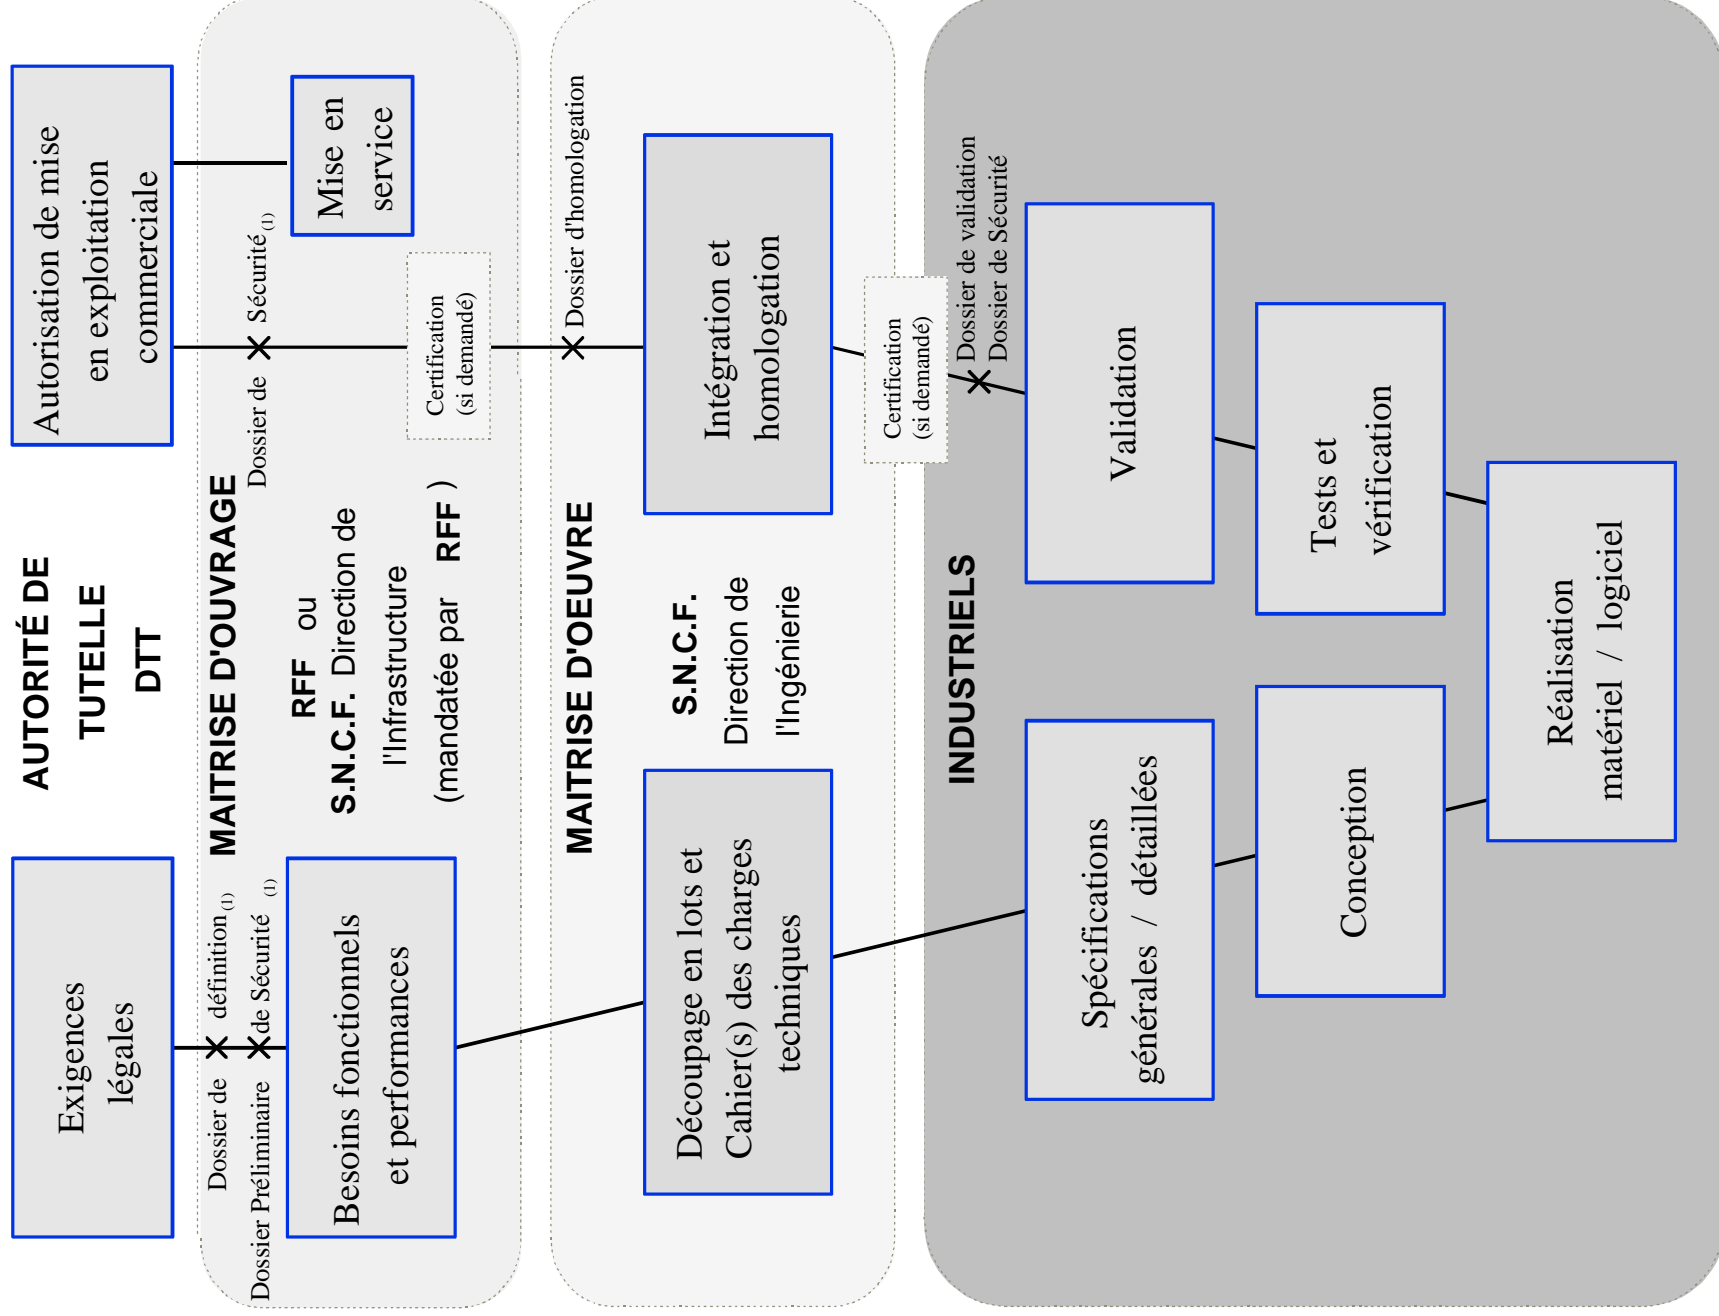 Exigences
légales
AUTORITÉ DE
TUTELLE
DTT
Autorisation de mise
en exploitation
commerciale
MAITRISE D'OUVRAGE
Dossier de définition (1)
Dossier Préliminaire de Sécurité (1)
Dossier de Sécurité (1)
Besoins fonctionnels
et performances
RFF ou
S.N.C.F. Direction de
l'Infrastructure
(mandatée par RFF )
Mise en
service
Certification
(si demandé)
MAITRISE D'OEUVRE
Dossier d'homologation
Découpage en lots et
Cahier(s) des charges
techniques
S.N.C.F.
Direction de
l'Ingénierie
Intégration et
homologation
Certification
(si demandé)
INDUSTRIELS
Dossier de validation
Dossier de Sécurité
Spécifications
générales / détaillées
Validation
Conception
Tests et
vérification
Réalisation
matériel / logiciel